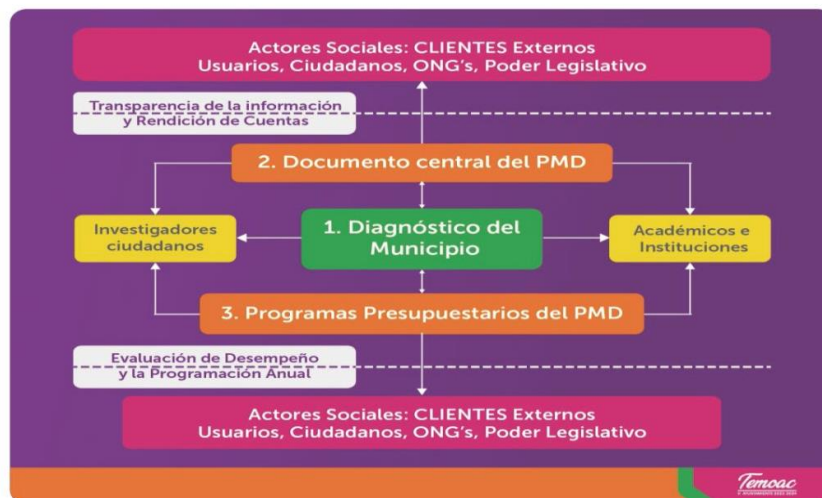 Actores Sociales: CLIENTES Externos
Usuarios, Ciudadanos, ONG's, Poder Legislativo
Transparencia de la información
y Rendición de Cuentas
2. Documento central del PMD
Investigadores
ciudadanos
1. Diagnóstico del
Municipio
Académicos e
Instituciones
3. Programas Presupuestarios del PMD
Evaluación de Desempeño
y la Programación Anual
Actores Sociales: CLIENTES Externos
Usuarios, Ciudadanos, ONG's, Poder Legislativo
Temoac